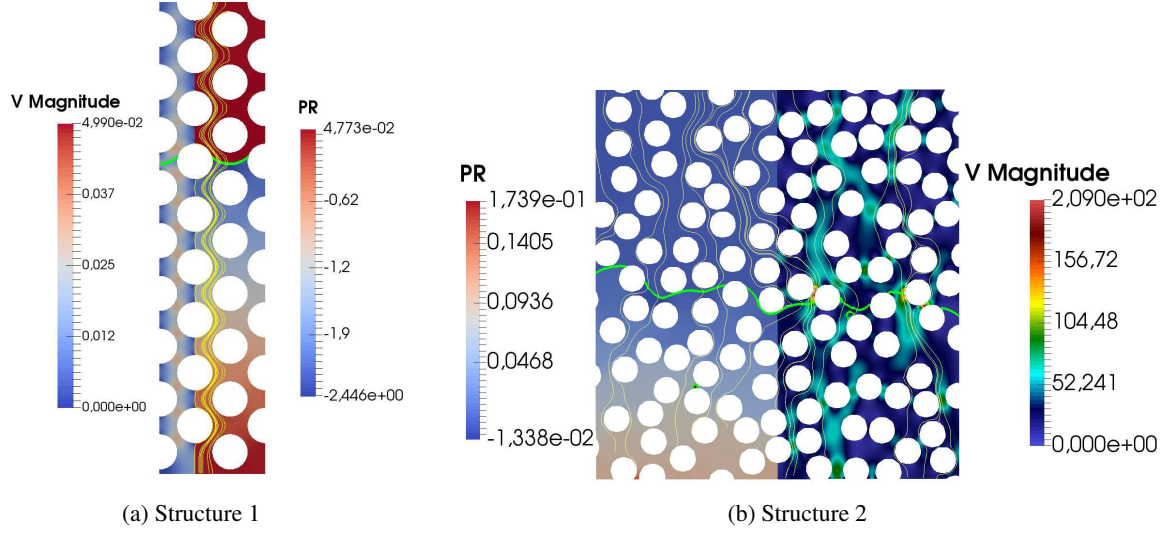 V Magnitude
4,990e-02
0.037
0.025
0.012
0,000e+00
PR
4,773e-02
-0,62
-1,2
-1,9
-2,446e+00
(a) Structure 1
PR
1,739e-01
0,1405
0,0936
0,0468
-1,338e-02
V Magnitude
2,090e+02
156,72
104,48
52,241
0,000e+00
(b) Structure 2